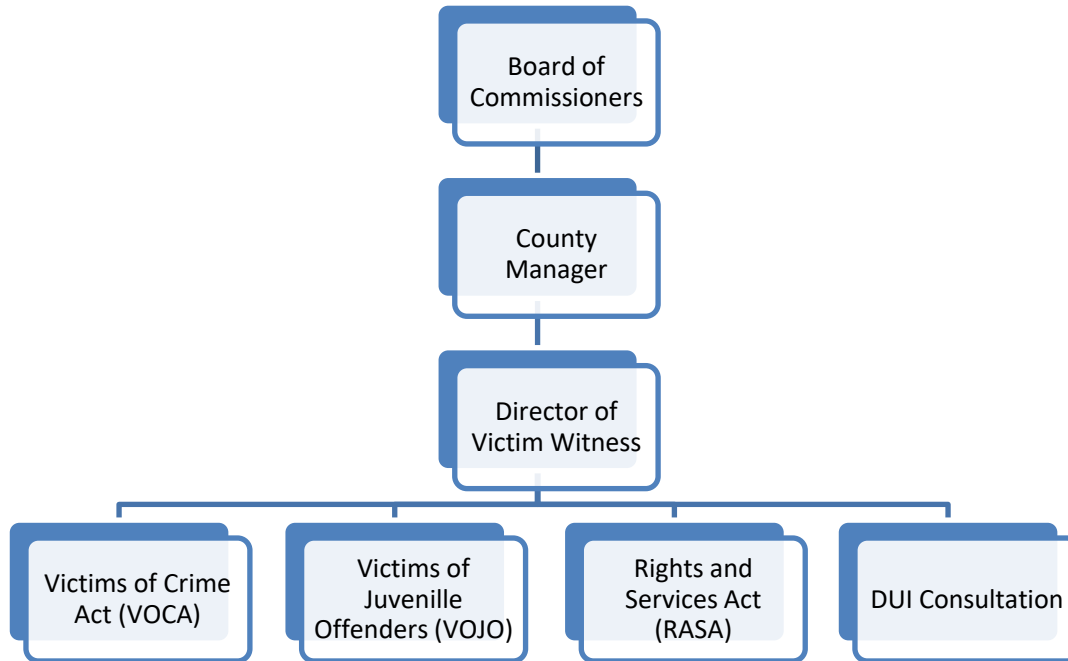 Board of
Commissioners
County
Manager
Director of
Victim Witness
Victims of Crime
Act (VOCA)
Victims of
Juvenille
Offenders (VOJO)
Rights and
Services Act
(RASA)
DUI Consultation